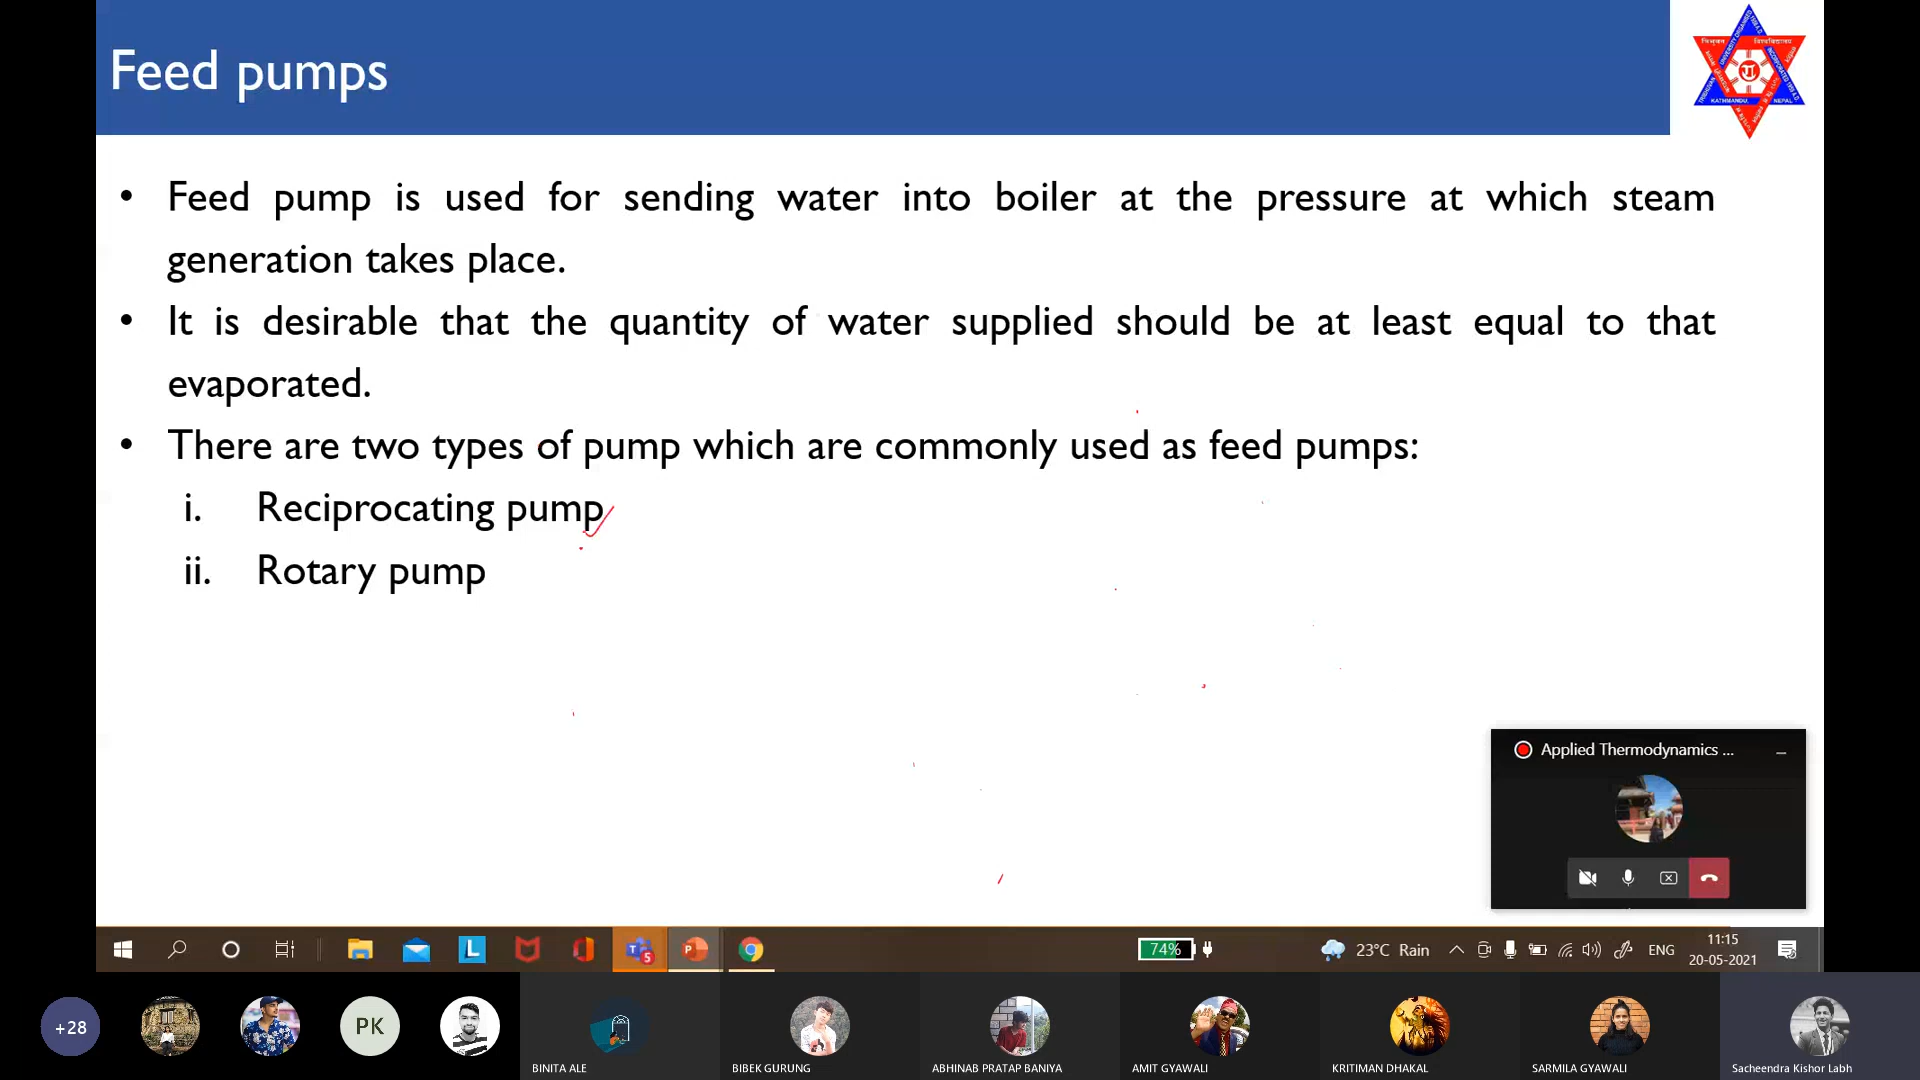 Feed pumps
• Feed pump is used for sending water into boiler at the pressure at which steam
generation takes place.
• It is desirable that the quantity of water supplied should be at least equal to that
evaporated.
• There are two types of pump which are commonly used as feed pumps:
i. Reciprocating pump
ii. Rotary pump
KATHMANDU, NEPAL
Applied Thermodynamics ...
74%
23°C Rain
ENG
11:15
20-05-2021
+28
PK
BINITA ALE
BIBEK GURUNG
ABHINAB PRATAP BANIYA
AMIT GYAWALI
KRITIMAN DHAKAL
SARMILA GYAWALI
Sacheendra Kishor Labh